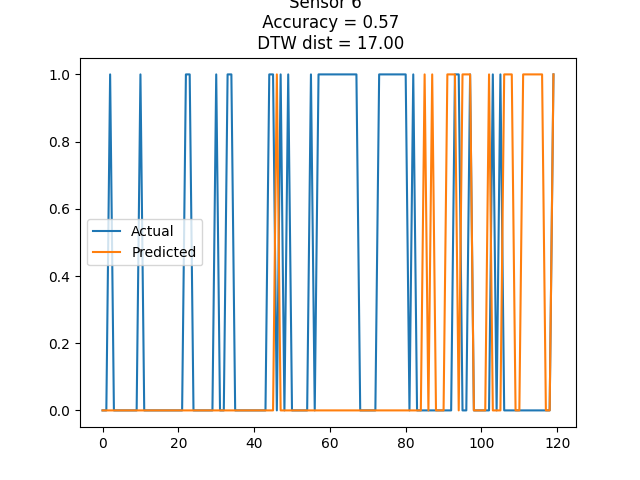 Sensor 6
Accuracy = 0.57
DTW dist = 17.00
1.0
0.8
0.6
0.4
0.2
0.0
Actual
Predicted
0 20 40 60 80 100 120